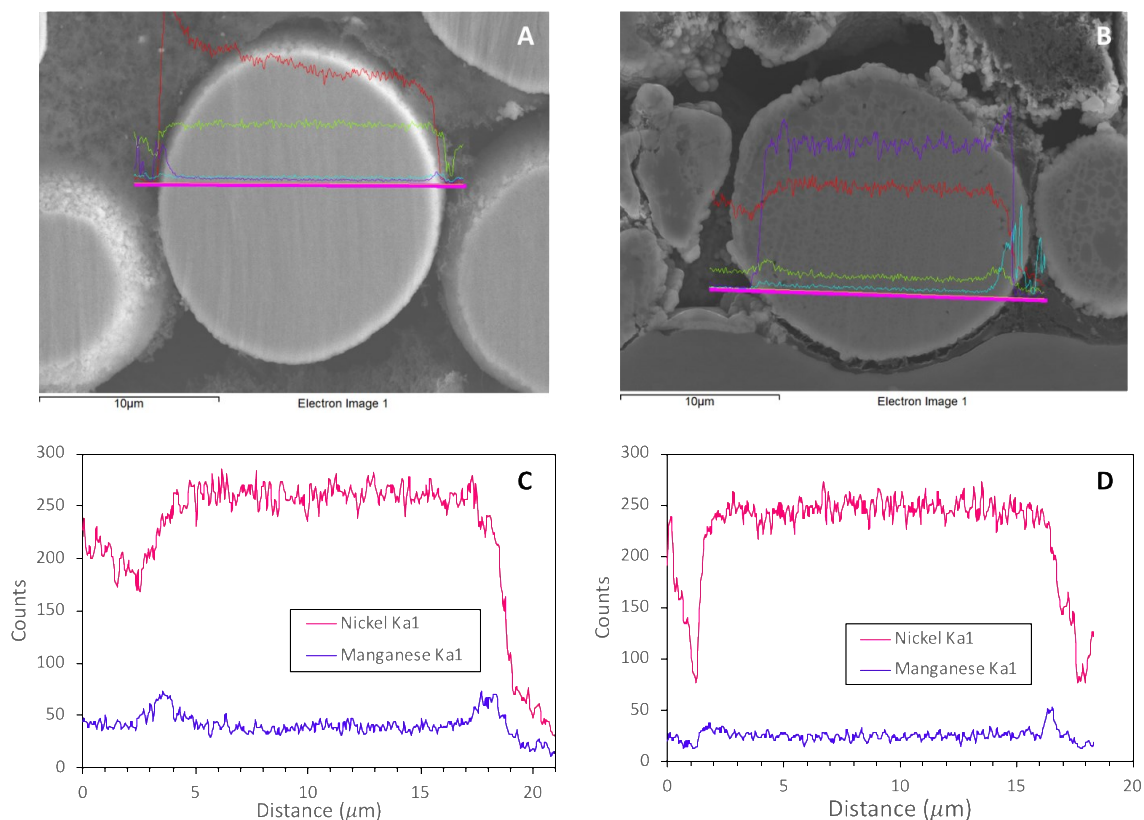 A
B
10μm
Electron Image 1
10μm
Electron Image 1
C
300
250
200
150
100
50
0
Counts
0
5
10
15
20
Distance (μm)
Nickel Ka1
Manganese Ka1
D
300
250
200
150
100
50
0
Counts
0
5
10
15
20
Distance (μm)
Nickel Ka1
Manganese Ka1